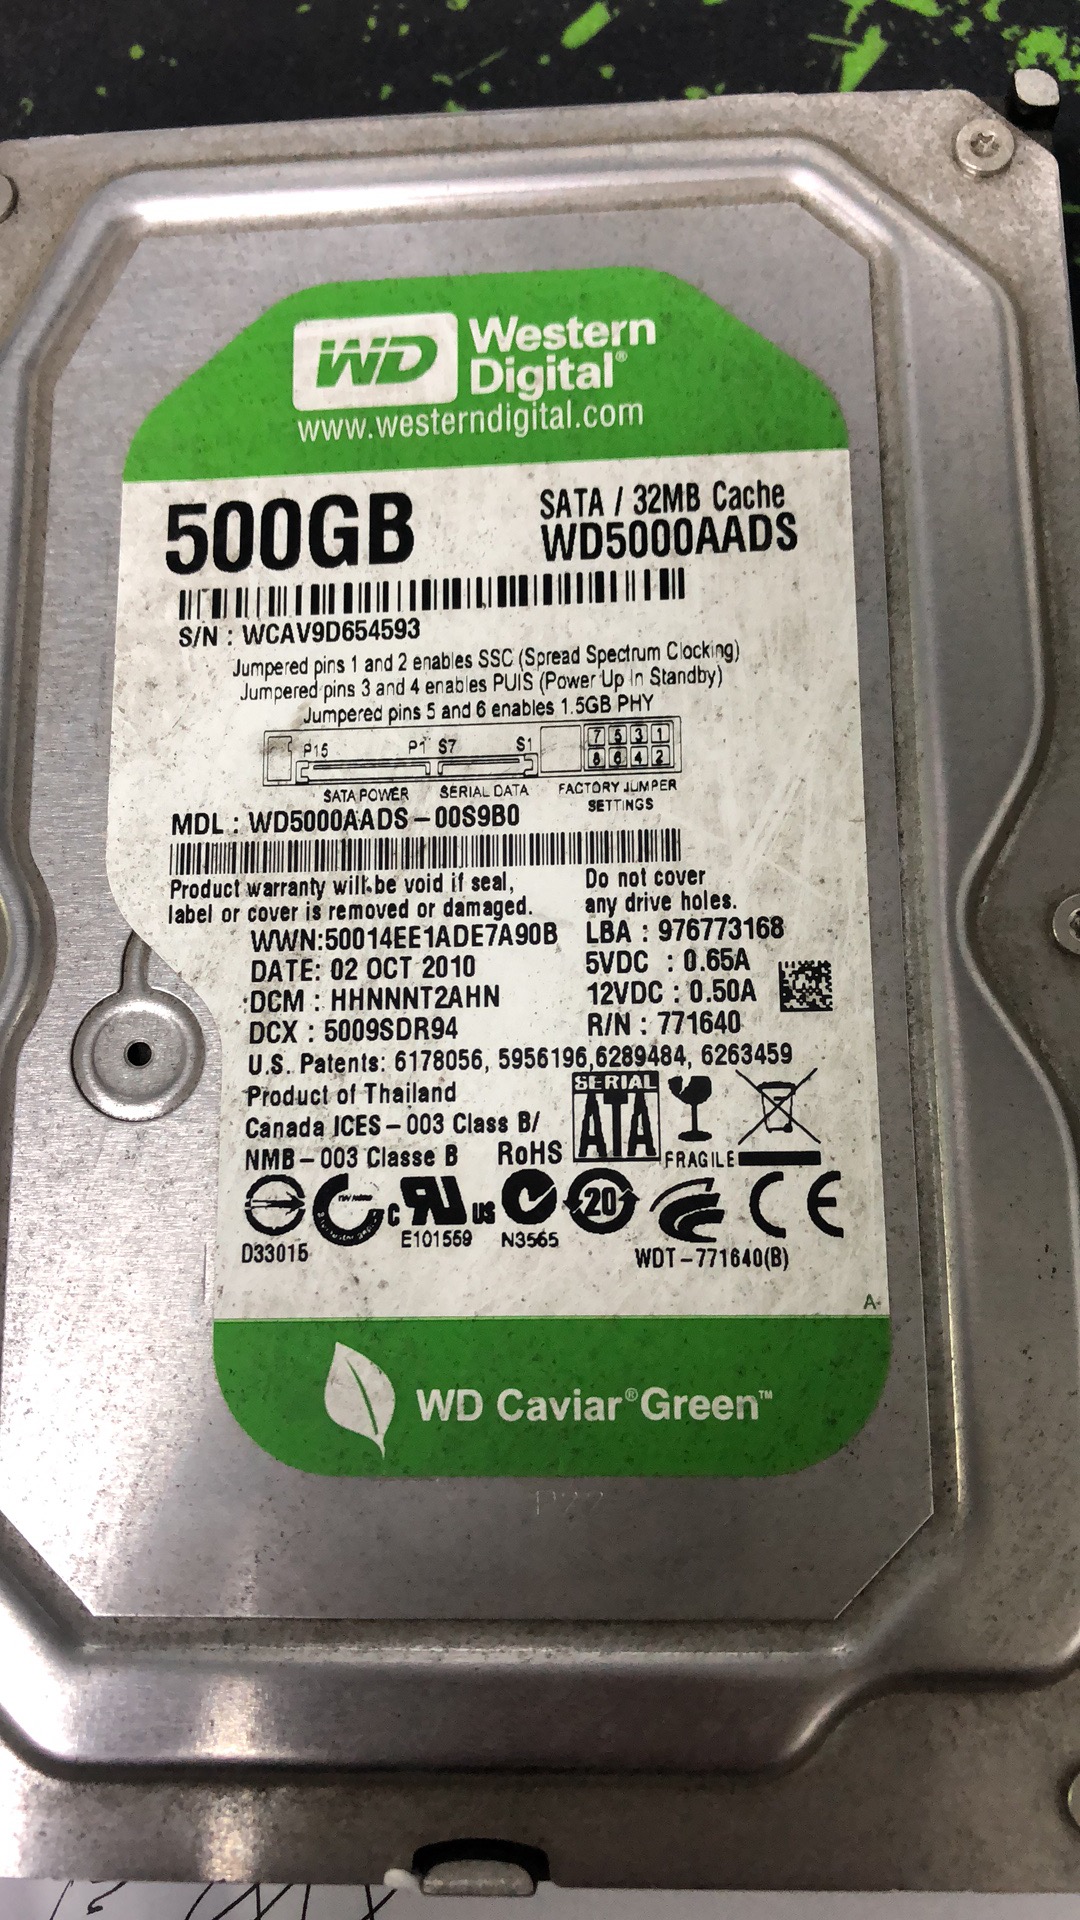 WD Western
Digital®
www.westerndigital.com
500GB
SATA / 32MB Cache
WD5000AADS
S/N : WCAV9D654593
Jumpered pins 1 and 2 enables SSC (Spread Spectrum Clocking)
Jumpered pins 3 and 4 enables PUIS (Power Up In Standby)
Jumpered pins 5 and 6 enables 1.5GB PHY
P15 P1 S7 S1
7 5 3 1
8 6 4 2
SATA POWER SERIAL DATA FACTORY JUMPER
SETTINGS
MDL : WD5000AADS – 00S9B0
Product warranty will be void if seal,
label or cover is removed or damaged.
Do not cover
any drive holes.
WWN:50014EE1ADE7A90B LBA : 976773168
DATE: 02 OCT 2010 5VDC : 0.65A
DCM : HHNNNT2AHN 12VDC : 0.50A
DCX : 5009SDR94 R/N : 771640
U.S. Patents: 6178056, 5956196,6289484, 6263459
Product of Thailand
Canada ICES – 003 Class B/
NMB – 003 Classe B RoHS
SERIAL
ATA
FRAGILE
c US 20 CE
D33015 E101559 N3565 WDT – 771640(B)
A-
WD Caviar® Green™